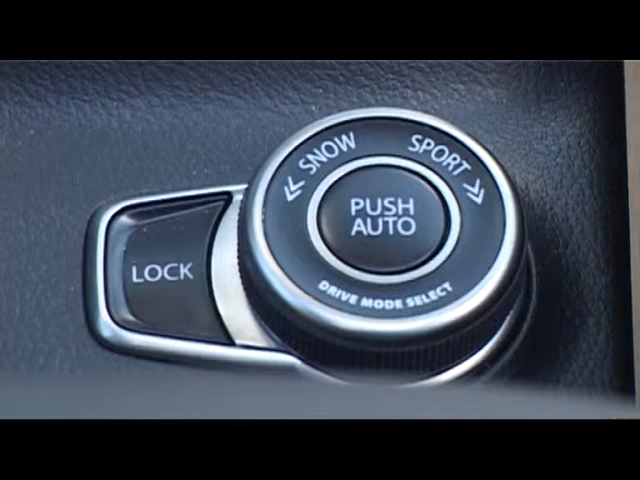 SNOW
SPORT
PUSH
AUTO
LOCK
DRIVE MODE SELECT